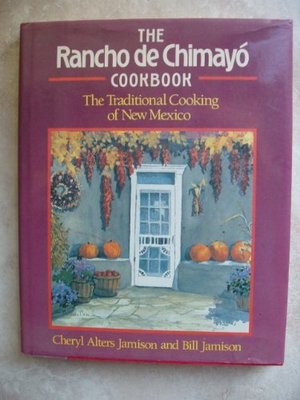 THE
Rancho de Chimayó
COOKBOOK
The Traditional Cooking
of New Mexico
Cheryl Alters Jamison and Bill Jamison